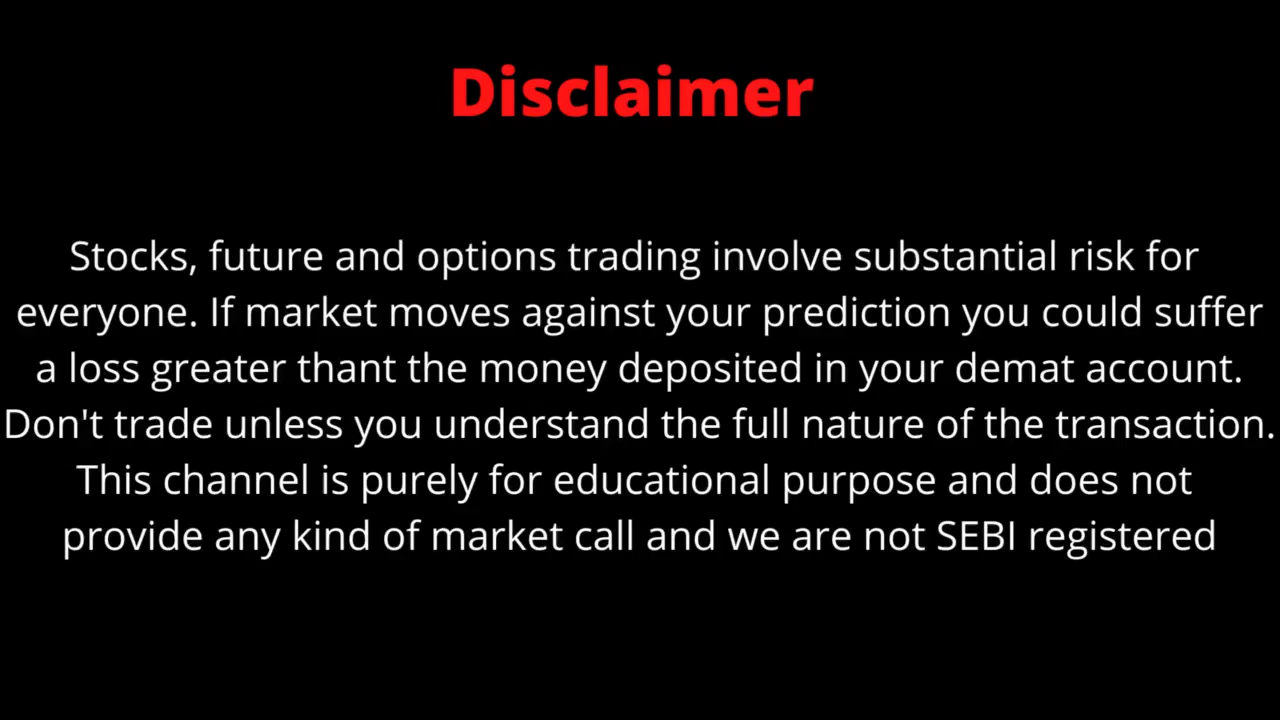 Disclaimer
Stocks, future and options trading involve substantial risk for
everyone. If market moves against your prediction you could suffer
a loss greater thant the money deposited in your demat account.
Don't trade unless you understand the full nature of the transaction.
This channel is purely for educational purpose and does not
provide any kind of market call and we are not SEBI registered